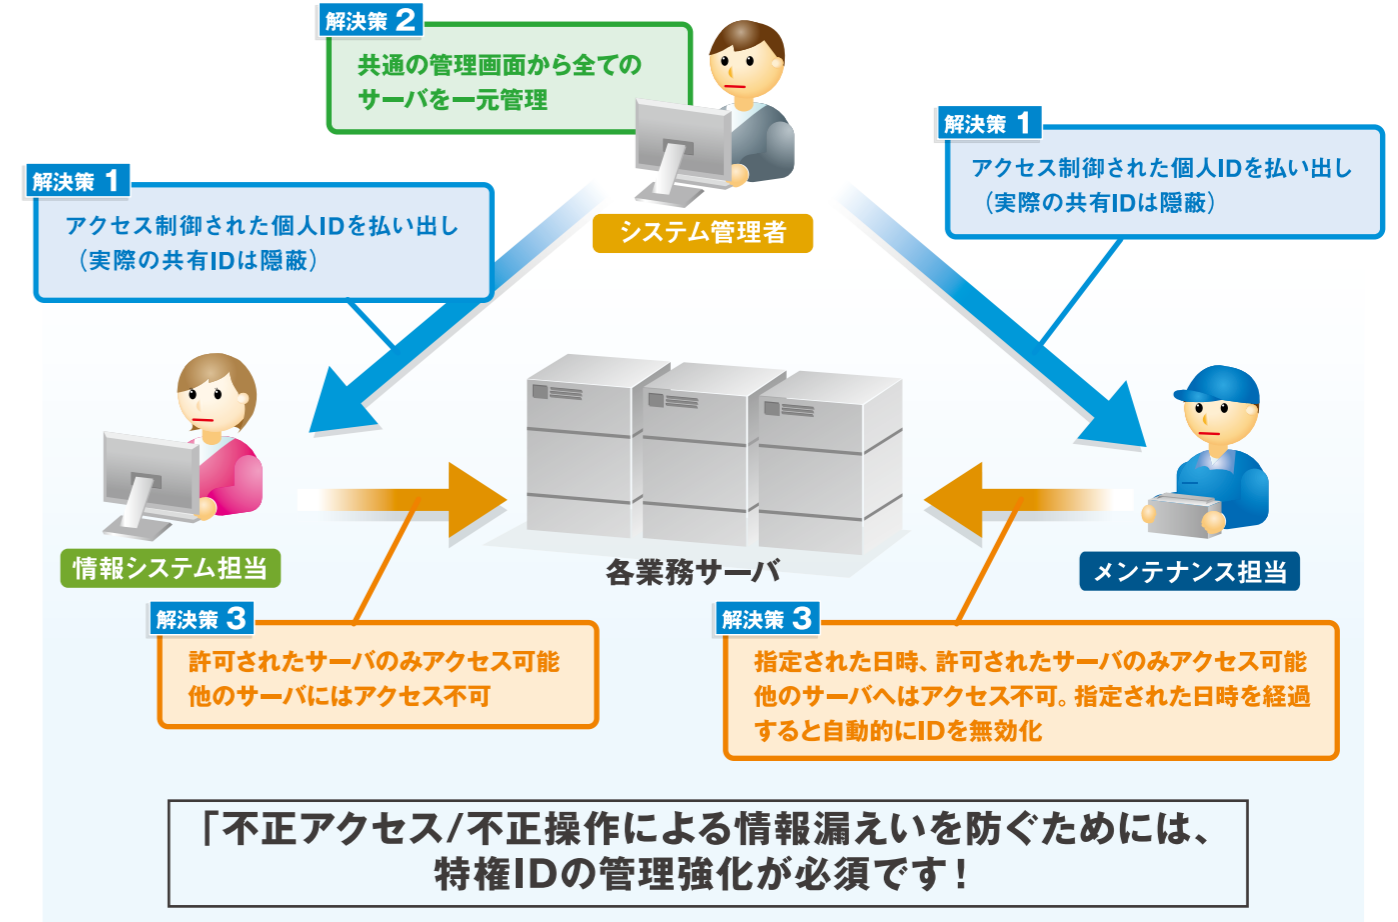 解決策 2
共通の管理画面から全ての
サーバを一元管理
システム管理者
解決策 1
アクセス制御された個人IDを払い出し
（実際の共有IDは隠蔽）
解決策 1
アクセス制御された個人IDを払い出し
（実際の共有IDは隠蔽）
情報システム担当
各業務サーバ
メンテナンス担当
解決策 3
許可されたサーバのみアクセス可能
他のサーバにはアクセス不可
解決策 3
指定された日時、許可されたサーバのみアクセス可能
他のサーバへはアクセス不可。指定された日時を経過
すると自動的にIDを無効化
「不正アクセス/不正操作による情報漏えいを防ぐためには、
特権IDの管理強化が必須です！